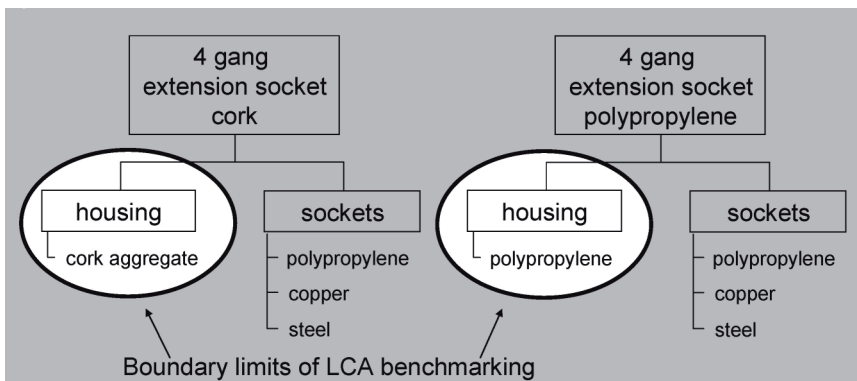 4 gang
extension socket
cork
4 gang
extension socket
polypropylene
housing
sockets
housing
sockets
cork aggregate
polypropylene
polypropylene
polypropylene
copper
copper
steel
steel
Boundary limits of LCA benchmarking